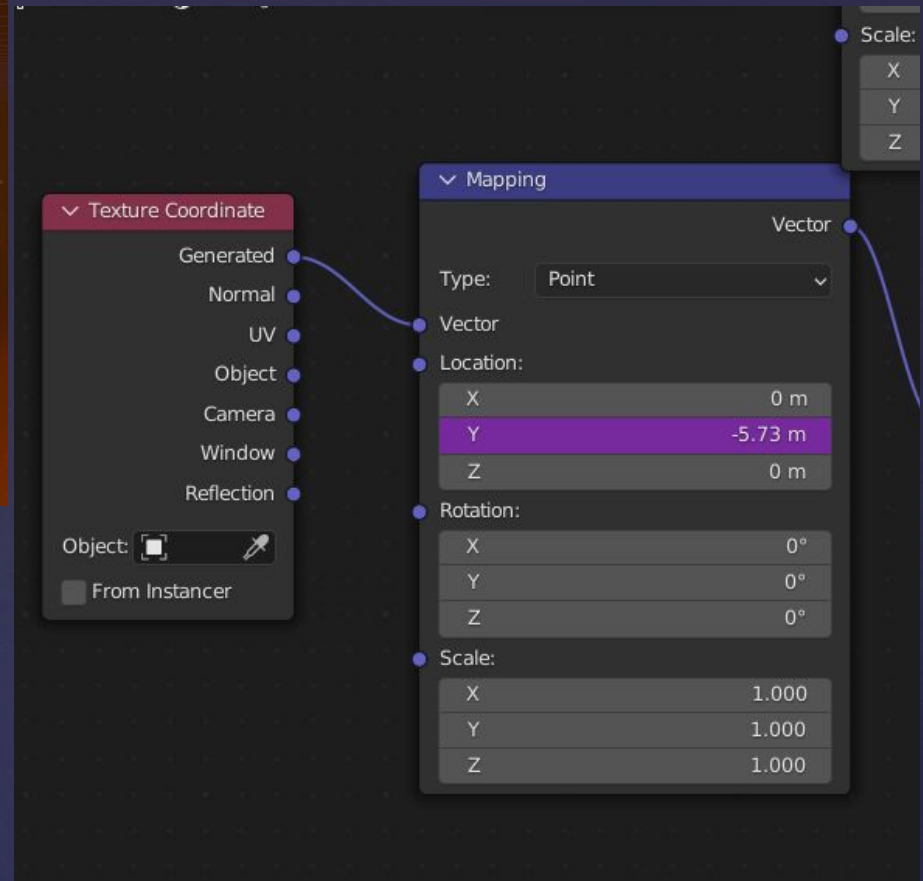 Scale:
X
Y
Z
Mapping
Texture Coordinate
Vector
Generated
Type: Point
Normal
Vector
UV
Location:
Object
X 0 m
Camera
Y -5.73 m
Window
Z 0 m
Reflection
Rotation:
Object:
X 0°
From Instancer
Y 0°
Z 0°
Scale:
X 1.000
Y 1.000
Z 1.000